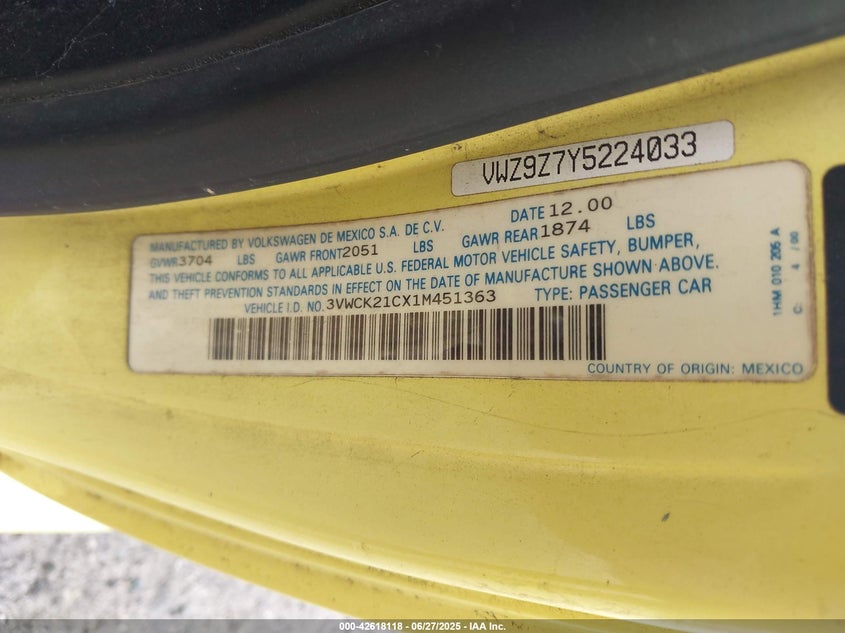 VWZ9Z7Y5224033
MANUFACTURED BY VOLKSWAGEN DE MEXICO S.A. DE C.V. DATE 12.00
GVWR 3704 LBS GAWR FRONT 2051 LBS GAWR REAR 1874 LBS
THIS VEHICLE CONFORMS TO ALL APPLICABLE U.S. FEDERAL MOTOR VEHICLE SAFETY, BUMPER,
AND THEFT PREVENTION STANDARDS IN EFFECT ON THE DATE OF MANUFACTURE SHOWN ABOVE.
VEHICLE I.D. NO. 3VWCK21CX1M451363 TYPE: PASSENGER CAR
COUNTRY OF ORIGIN: MEXICO
1HM 010 205 A
C: 4 / 00
000-42618118 - 06/27/2025 - IAA Inc.